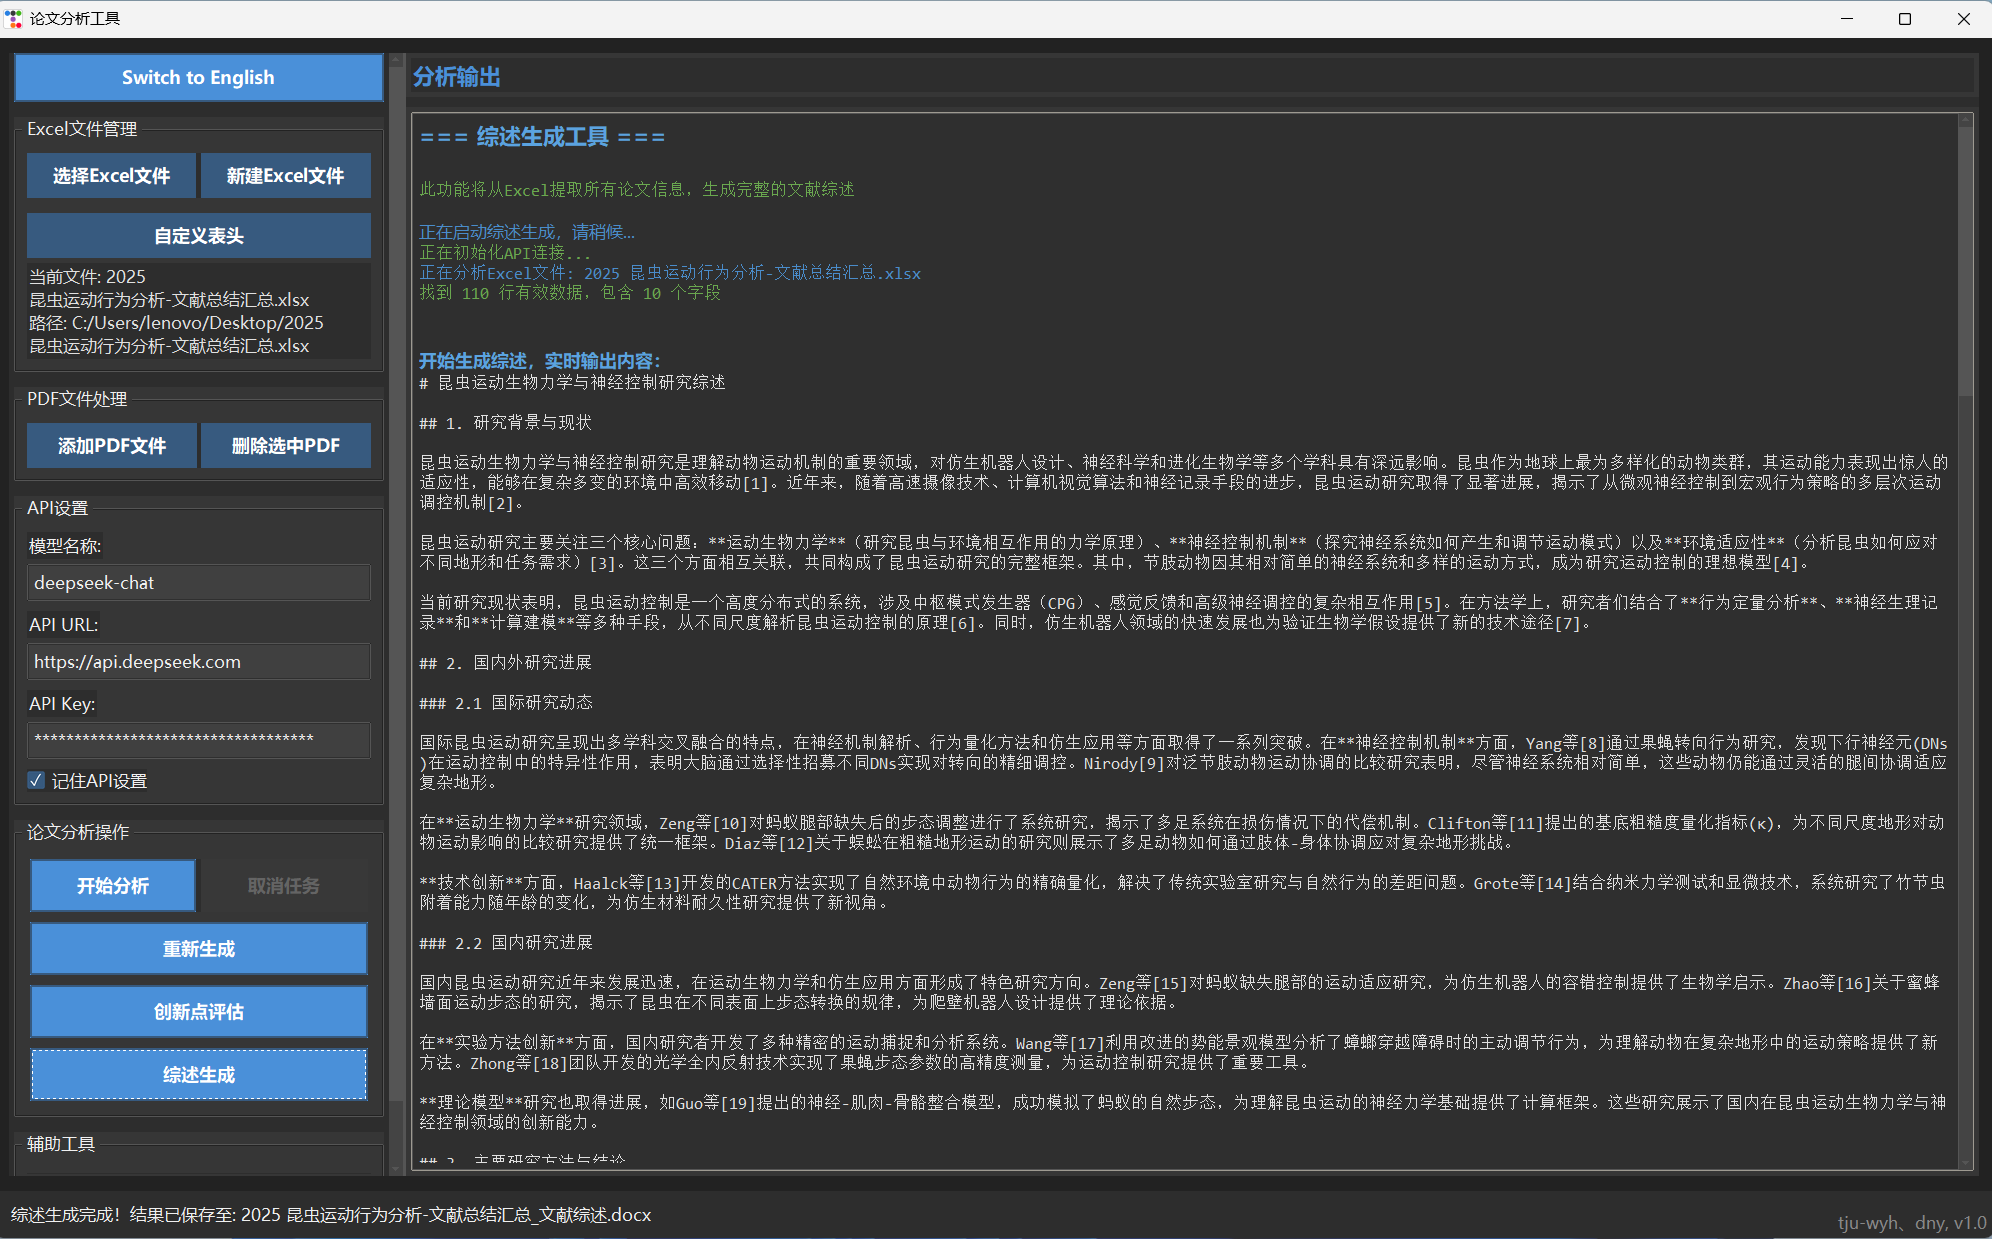 论文分析工具
Switch to English
Excel文件管理
选择Excel文件 新建Excel文件
自定义表头
当前文件: 2025
昆虫运动行为分析-文献总结汇总.xlsx
路径: C:/Users/lenovo/Desktop/2025
昆虫运动行为分析-文献总结汇总.xlsx
PDF文件处理
添加PDF文件 删除选中PDF
API设置
模型名称:
deepseek-chat
API URL:
https://api.deepseek.com
API Key:
***********************************
记住API设置
论文分析操作
开始分析 取消任务
重新生成
创新点评估
综述生成
辅助工具
分析输出
=== 综述生成工具 ===
此功能将从Excel提取所有论文信息，生成完整的文献综述
正在启动综述生成，请稍候...
正在初始化API连接...
正在分析Excel文件: 2025 昆虫运动行为分析-文献总结汇总.xlsx
找到 110 行有效数据，包含 10 个字段
开始生成综述，实时输出内容：
# 昆虫运动生物力学与神经控制研究综述
## 1. 研究背景与现状
昆虫运动生物力学与神经控制研究是理解动物运动机制的重要领域，对仿生机器人设计、神经科学和进化生物学等多个学科具有深远影响。昆虫作为地球上最为多样化的动物类群，其运动能力表现出惊人的
适应性，能够在复杂多变的环境中高效移动[1]。近年来，随着高速摄像技术、计算机视觉算法和神经记录手段的进步，昆虫运动研究取得了显著进展，揭示了从微观神经控制到宏观行为策略的多层次运动
调控机制[2]。
昆虫运动研究主要关注三个核心问题：**运动生物力学**（研究昆虫与环境相互作用的力学原理）、**神经控制机制**（探究神经系统如何产生和调节运动模式）以及**环境适应性**（分析昆虫如何应对
不同地形和任务需求）[3]。这三个方面相互关联，共同构成了昆虫运动研究的完整框架。其中，节肢动物因其相对简单的神经系统和多样的运动方式，成为研究运动控制的理想模型[4]。
当前研究现状表明，昆虫运动控制是一个高度分布式的系统，涉及中枢模式发生器（CPG）、感觉反馈和高级神经调控的复杂相互作用[5]。在方法学上，研究者们结合了**行为定量分析**、**神经生理记
录**和**计算建模**等多种手段，从不同尺度解析昆虫运动控制的原理[6]。同时，仿生机器人领域的快速发展也为验证生物学假设提供了新的技术途径[7]。
## 2. 国内外研究进展
### 2.1 国际研究动态
国际昆虫运动研究呈现出多学科交叉融合的特点，在神经机制解析、行为量化方法和仿生应用等方面取得了一系列突破。在**神经控制机制**方面，Yang等[8]通过果蝇转向行为研究，发现下行神经元(DNs
)在运动控制中的特异性作用，表明大脑通过选择性招募不同DNs实现对转向的精细调控。Nirody[9]对泛节肢动物运动协调的比较研究表明，尽管神经系统相对简单，这些动物仍能通过灵活的腿间协调适应
复杂地形。
在**运动生物力学**研究领域，Zeng等[10]对蚂蚁腿部缺失后的步态调整进行了系统研究，揭示了多足系统在损伤情况下的代偿机制。Clifton等[11]提出的基底粗糙度量化指标(κ)，为不同尺度地形对动
物运动影响的比较研究提供了统一框架。Diaz等[12]关于蜈蚣在粗糙地形运动的研究则展示了多足动物如何通过肢体-身体协调应对复杂地形挑战。
**技术创新**方面，Haalck等[13]开发的CATER方法实现了自然环境中动物行为的精确量化，解决了传统实验室研究与自然行为的差距问题。Grote等[14]结合纳米力学测试和显微技术，系统研究了竹节虫
附着能力随年龄的变化，为仿生材料耐久性研究提供了新视角。
### 2.2 国内研究进展
国内昆虫运动研究近年来发展迅速，在运动生物力学和仿生应用方面形成了特色研究方向。Zeng等[15]对蚂蚁缺失腿部的运动适应研究，为仿生机器人的容错控制提供了生物学启示。Zhao等[16]关于蜜蜂
墙面运动步态的研究，揭示了昆虫在不同表面上步态转换的规律，为爬壁机器人设计提供了理论依据。
在**实验方法创新**方面，国内研究者开发了多种精密的运动捕捉和分析系统。Wang等[17]利用改进的势能景观模型分析了蟑螂穿越障碍时的主动调节行为，为理解动物在复杂地形中的运动策略提供了新
方法。Zhong等[18]团队开发的光学全内反射技术实现了果蝇步态参数的高精度测量，为运动控制研究提供了重要工具。
**理论模型**研究也取得进展，如Guo等[19]提出的神经-肌肉-骨骼整合模型，成功模拟了蚂蚁的自然步态，为理解昆虫运动的神经力学基础提供了计算框架。这些研究展示了国内在昆虫运动生物力学与神
经控制领域的创新能力。
## 3. 主要研究方法与结论
综述生成完成！结果已保存至: 2025 昆虫运动行为分析-文献总结汇总_文献综述.docx
tju-wyh、dny, v1.0